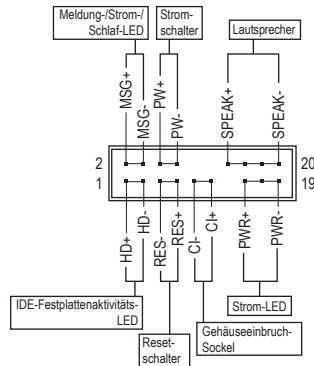 Meldung-/Strom-/
Schlaf-LED
Strom-
schalter
Lautsprecher
MSG+
MSG-
PW+
PW-
SPEAK+
SPEAK-
2
20
1
19
HD+
HD-
RES-
RES+
CI-
CI+
PWR+
PWR-
IDE-Festplattenaktivitäts-
LED
Reset-
schalter
Gehäuseeinbruch-
Sockel
Strom-LED